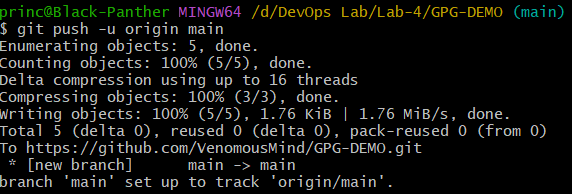 princ@Black-Panther MINGW64 /d/DevOps Lab/Lab-4/GPG-DEMO (main)
$ git push -u origin main
Enumerating objects: 5, done.
Counting objects: 100% (5/5), done.
Delta compression using up to 16 threads
Compressing objects: 100% (3/3), done.
Writing objects: 100% (5/5), 1.76 KiB | 1.76 MiB/s, done.
Total 5 (delta 0), reused 0 (delta 0), pack-reused 0 (from 0)
To https://github.com/VenomousMind/GPG-DEMO.git
 * [new branch]      main -> main
branch 'main' set up to track 'origin/main'.